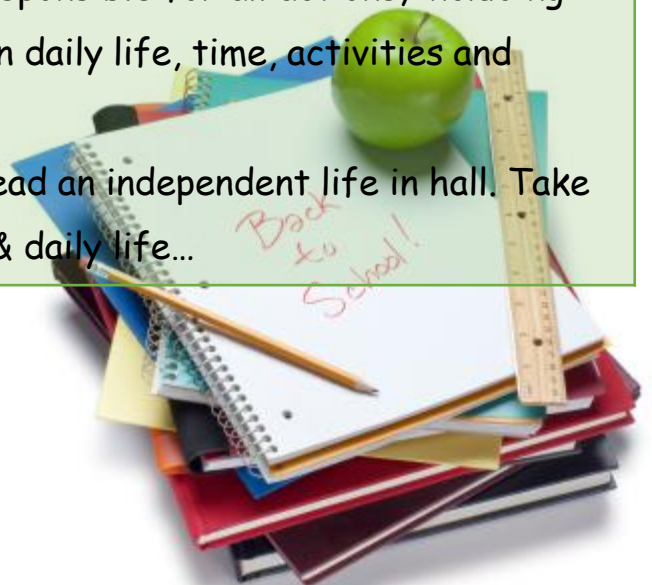 n daily life, time, activities and
ead an independent life in hall. Take
& daily life…
Back
to
School!